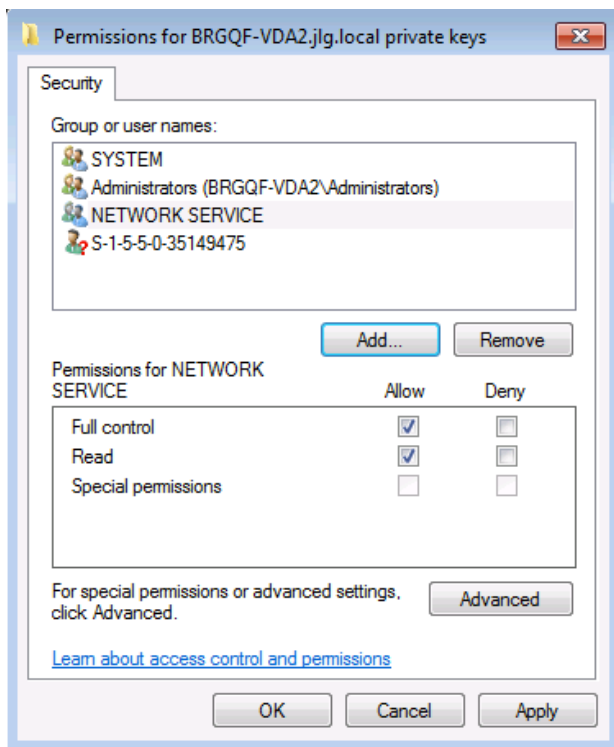 Permissions for BRGQF-VDA2.jlg.local private keys
Security
Group or user names:
SYSTEM
Administrators (BRGQF-VDA2\Administrators)
NETWORK SERVICE
S-1-5-5-0-35149475
Add... Remove
Permissions for NETWORK
SERVICE Allow Deny
Full control
Read
Special permissions
For special permissions or advanced settings,
click Advanced. Advanced
Learn about access control and permissions
OK Cancel Apply